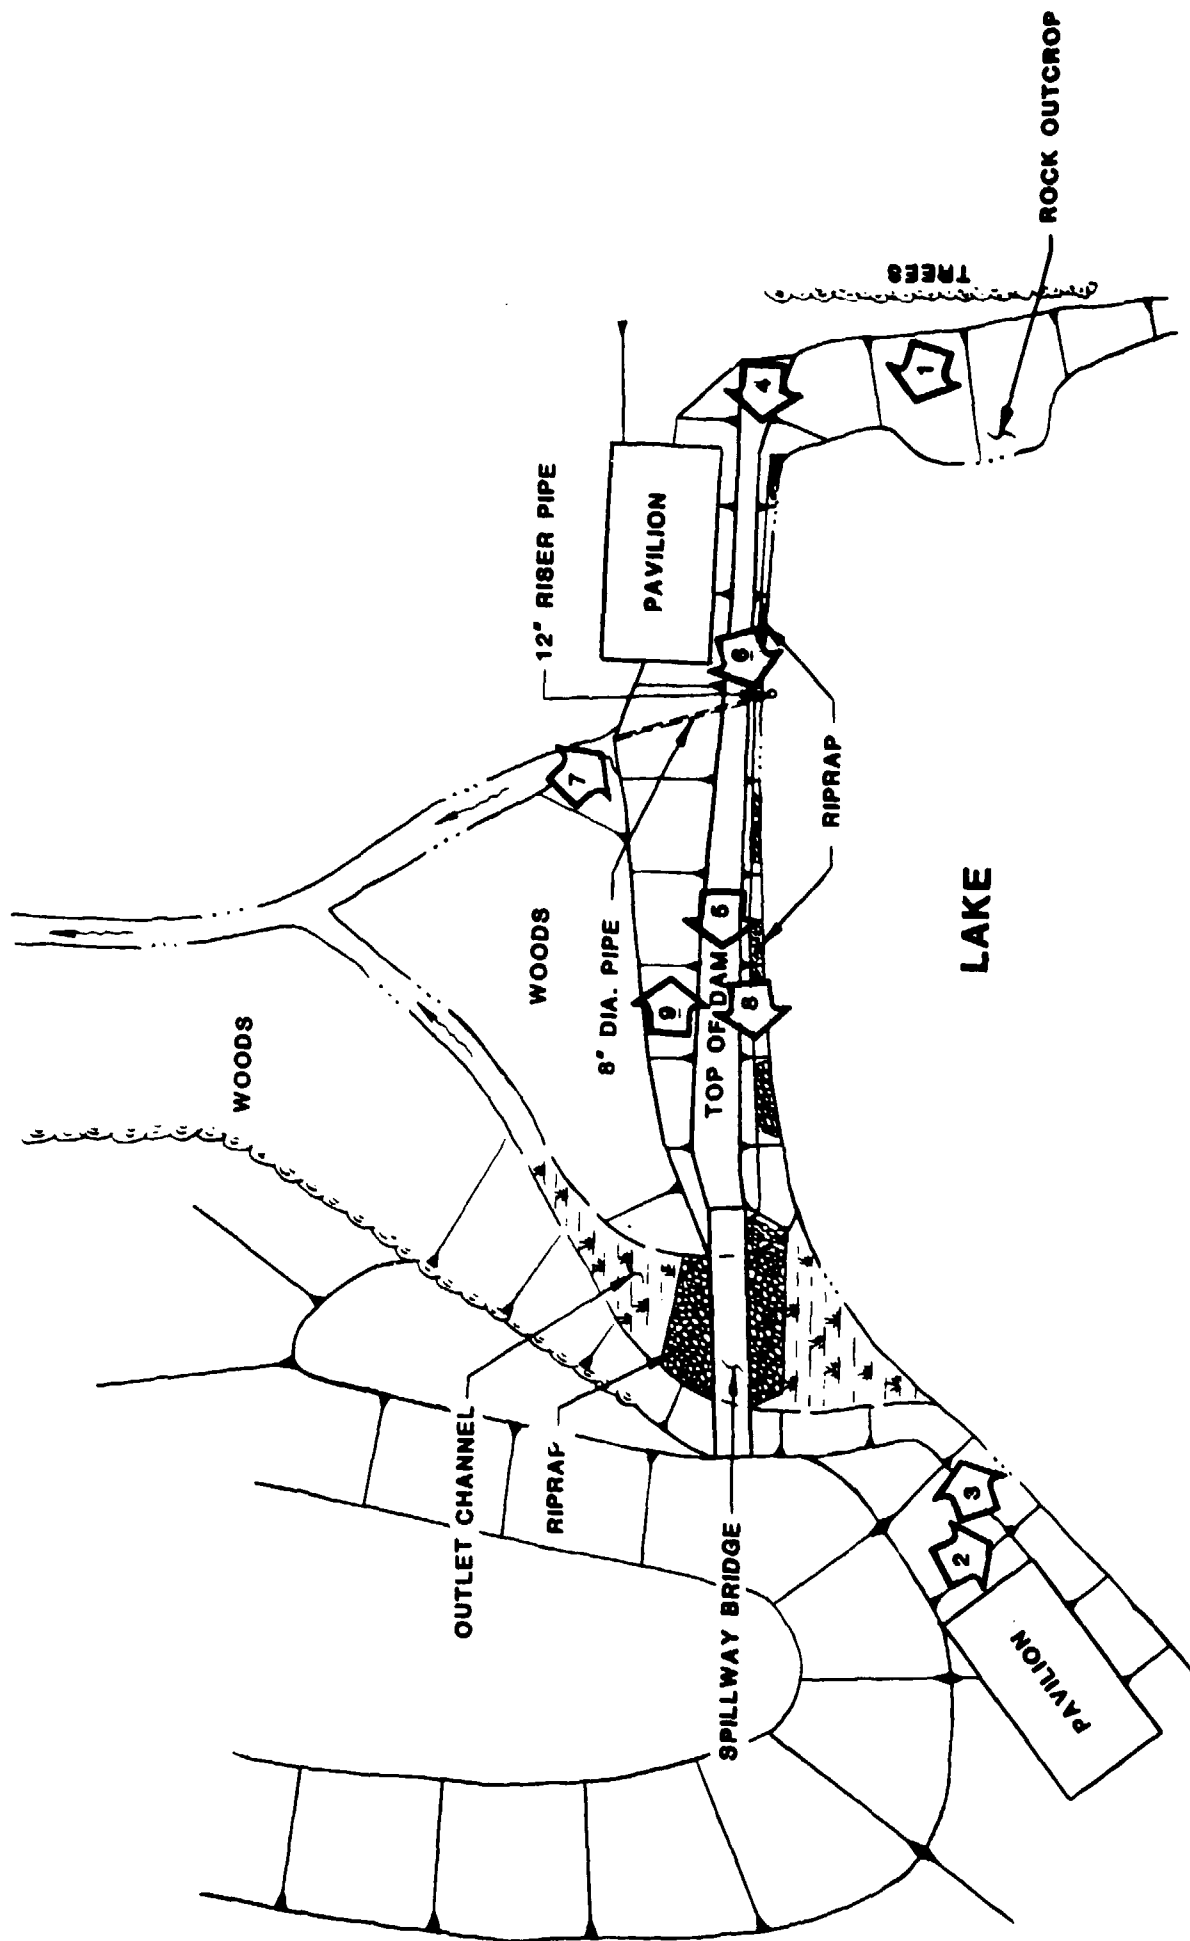 WOODS
WOODS
OUTLET CHANNEL
RIPRAP
8" DIA. PIPE
12" RISER PIPE
PAVILION
7
9
5
TOP OF DAM
8
6
4
TREES
1
ROCK OUTCROP
SPILLWAY BRIDGE
RIPRAP
LAKE
3
2
PAVILION